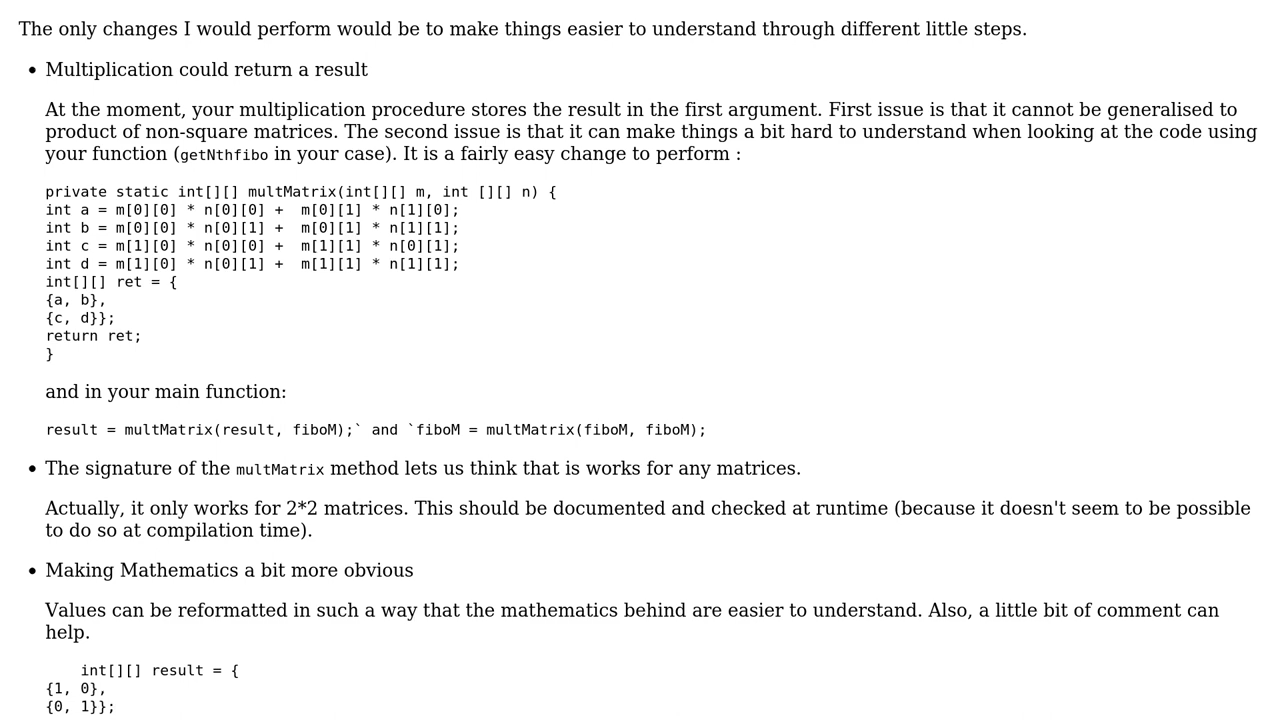 The only changes I would perform would be to make things easier to understand through different little steps.
• Multiplication could return a result
At the moment, your multiplication procedure stores the result in the first argument. First issue is that it cannot be generalised to
product of non-square matrices. The second issue is that it can make things a bit hard to understand when looking at the code using
your function (getNthfibo in your case). It is a fairly easy change to perform :
private static int[][] multMatrix(int[][] m, int [][] n) {
int a = m[0][0] * n[0][0] +  m[0][1] * n[1][0];
int b = m[0][0] * n[0][1] +  m[0][1] * n[1][1];
int c = m[1][0] * n[0][0] +  m[1][1] * n[0][1];
int d = m[1][0] * n[0][1] +  m[1][1] * n[1][1];
int[][] ret = {
{a, b},
{c, d}};
return ret;
}
and in your main function:
result = multMatrix(result, fiboM);` and `fiboM = multMatrix(fiboM, fiboM);
• The signature of the multMatrix method lets us think that is works for any matrices.
Actually, it only works for 2*2 matrices. This should be documented and checked at runtime (because it doesn't seem to be possible
to do so at compilation time).
• Making Mathematics a bit more obvious
Values can be reformatted in such a way that the mathematics behind are easier to understand. Also, a little bit of comment can
help.
    int[][] result = {
{1, 0},
{0, 1}};